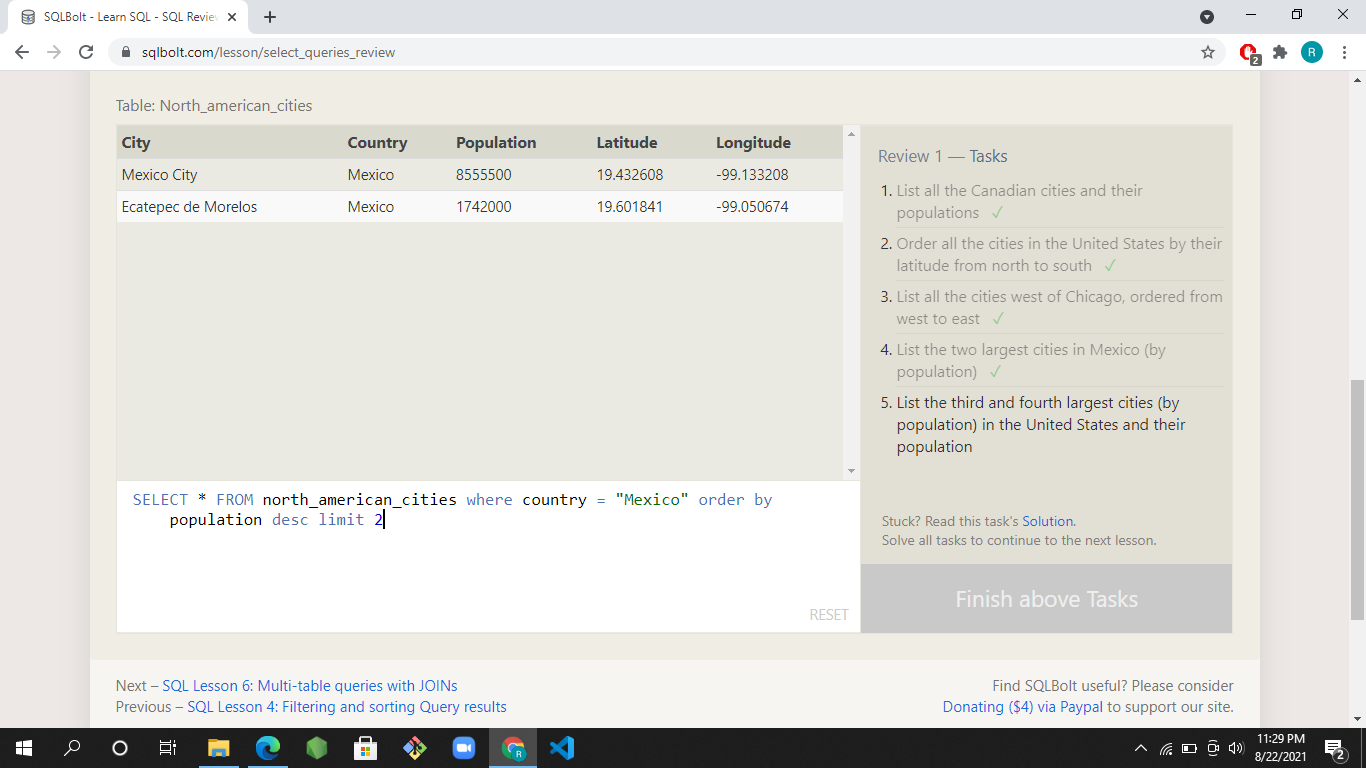 SQLBolt - Learn SQL - SQL Review
sqlbolt.com/lesson/select_queries_review
2
R
Table: North_american_cities
City Country Population Latitude Longitude
Mexico City Mexico 8555500 19.432608 -99.133208
Ecatepec de Morelos Mexico 1742000 19.601841 -99.050674
SELECT * FROM north_american_cities where country = "Mexico" order by
population desc limit 2
RESET
Review 1 — Tasks
1. List all the Canadian cities and their
populations ✓
2. Order all the cities in the United States by their
latitude from north to south ✓
3. List all the cities west of Chicago, ordered from
west to east ✓
4. List the two largest cities in Mexico (by
population) ✓
5. List the third and fourth largest cities (by
population) in the United States and their
population
Stuck? Read this task's Solution.
Solve all tasks to continue to the next lesson.
Finish above Tasks
Next – SQL Lesson 6: Multi-table queries with JOINs
Previous – SQL Lesson 4: Filtering and sorting Query results
Find SQLBolt useful? Please consider
Donating ($4) via Paypal to support our site.
R
11:29 PM
8/22/2021
2